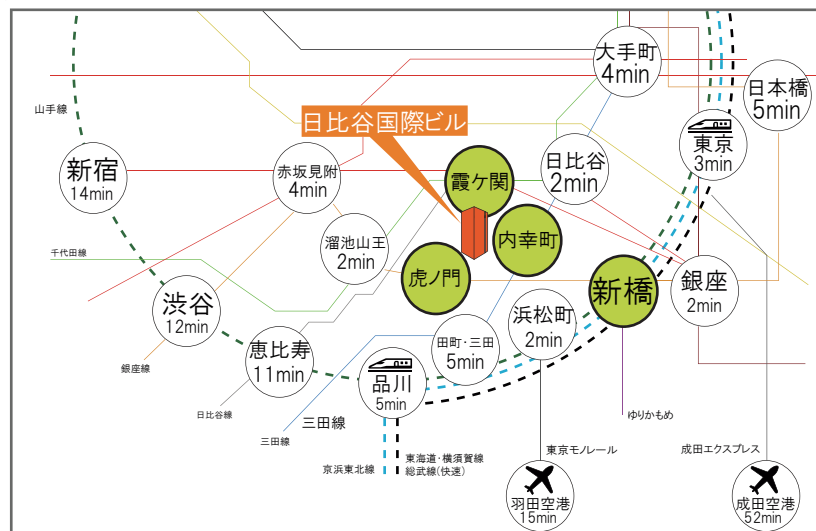 大手町
4min
日本橋
5min
山手線
日比谷国際ビル
東京
3min
新宿
14min
赤坂見附
4min
霞ケ関
日比谷
2min
溜池山王
2min
内幸町
千代田線
虎ノ門
新橋
銀座
2min
渋谷
12min
浜松町
2min
恵比寿
11min
田町・三田
5min
品川
5min
銀座線
日比谷線
三田線
三田線
ゆりかもめ
京浜東北線
東海道・横須賀線
総武線(快速)
東京モノレール
成田エクスプレス
羽田空港
15min
成田空港
52min